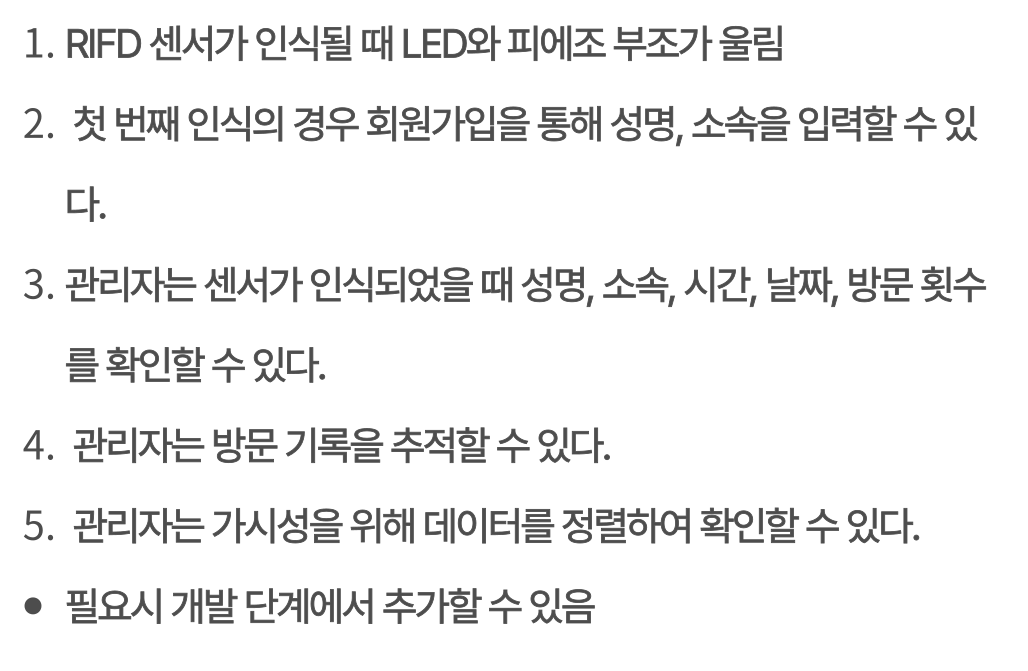 1. RIFD 센서가 인식될 때 LED와 피에조 부조가 울림
2. 첫 번째 인식의 경우 회원가입을 통해 성명, 소속을 입력할 수 있
다.
3. 관리자는 센서가 인식되었을 때 성명, 소속, 시간, 날짜, 방문 횟수
를 확인할 수 있다.
4. 관리자는 방문 기록을 추적할 수 있다.
5. 관리자는 가시성을 위해 데이터를 정렬하여 확인할 수 있다.
● 필요시 개발 단계에서 추가할 수 있음